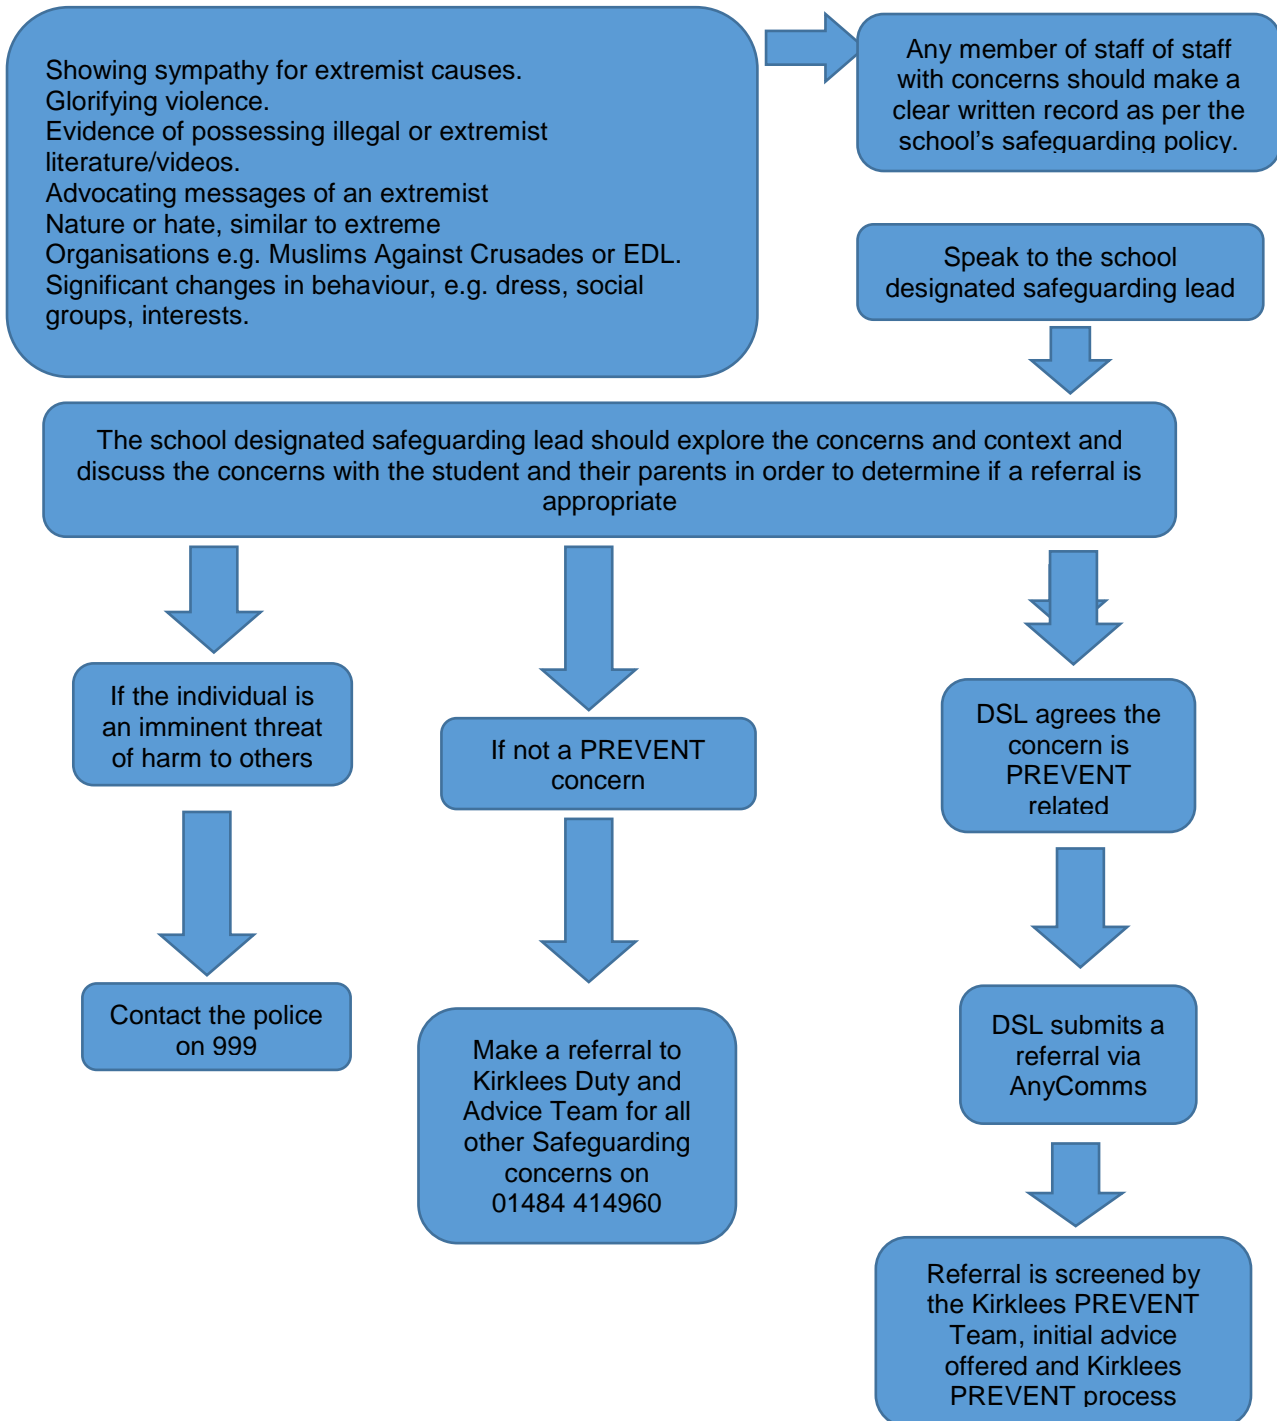 Showing sympathy for extremist causes.
Glorifying violence.
Evidence of possessing illegal or extremist
literature/videos.
Advocating messages of an extremist
Nature or hate, similar to extreme
Organisations e.g. Muslims Against Crusades or EDL.
Significant changes in behaviour, e.g. dress, social
groups, interests.
Any member of staff of staff
with concerns should make a
clear written record as per the
school’s safeguarding policy.
Speak to the school
designated safeguarding lead
The school designated safeguarding lead should explore the concerns and context and
discuss the concerns with the student and their parents in order to determine if a referral is
appropriate
If the individual is
an imminent threat
of harm to others
If not a PREVENT
concern
DSL agrees the
concern is
PREVENT
related
Contact the police
on 999
Make a referral to
Kirklees Duty and
Advice Team for all
other Safeguarding
concerns on
01484 414960
DSL submits a
referral via
AnyComms
Referral is screened by
the Kirklees PREVENT
Team, initial advice
offered and Kirklees
PREVENT process